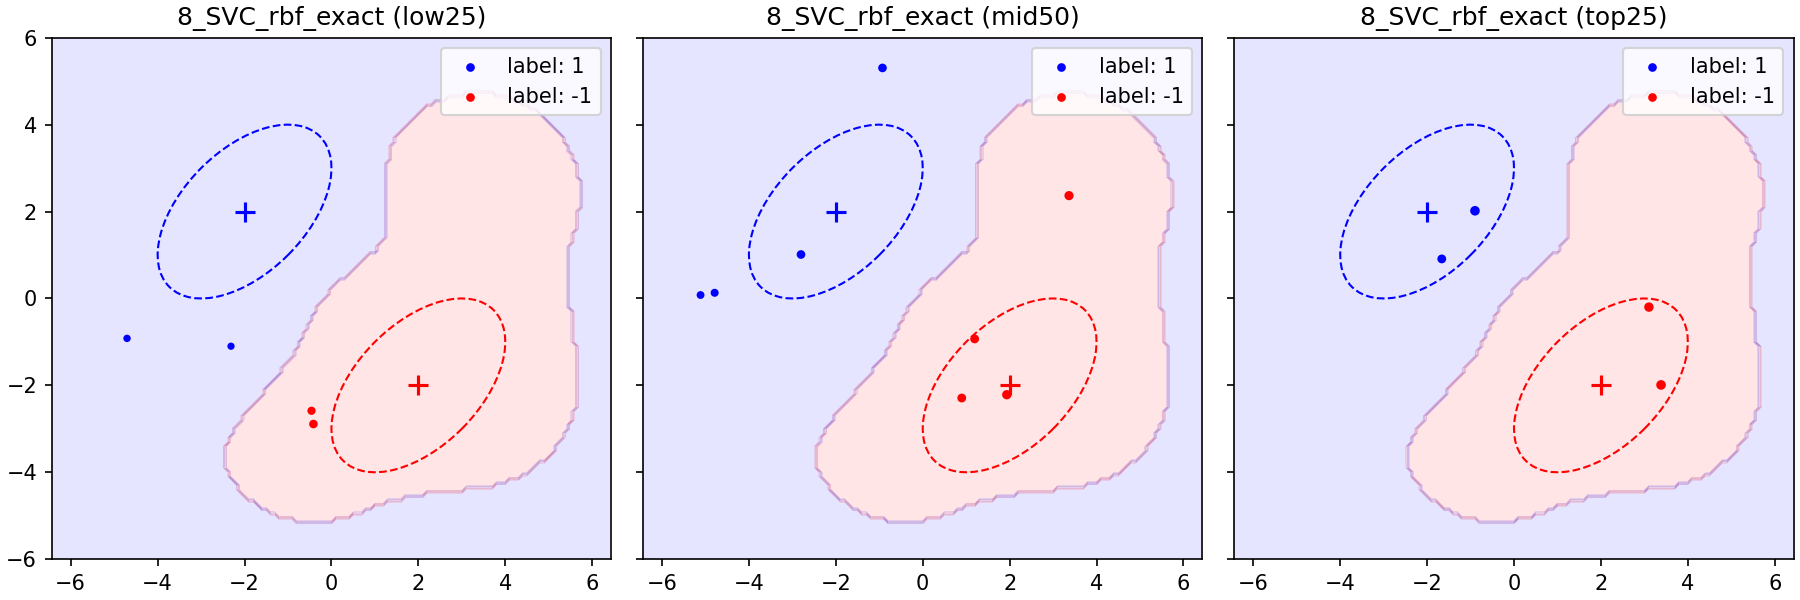 8_SVC_rbf_exact (low25)
8_SVC_rbf_exact (mid50)
8_SVC_rbf_exact (top25)
label: 1
label: -1
label: 1
label: -1
label: 1
label: -1
6
4
2
0
−2
−4
−6
−6 −4 −2 0 2 4 6
−6 −4 −2 0 2 4 6
−6 −4 −2 0 2 4 6